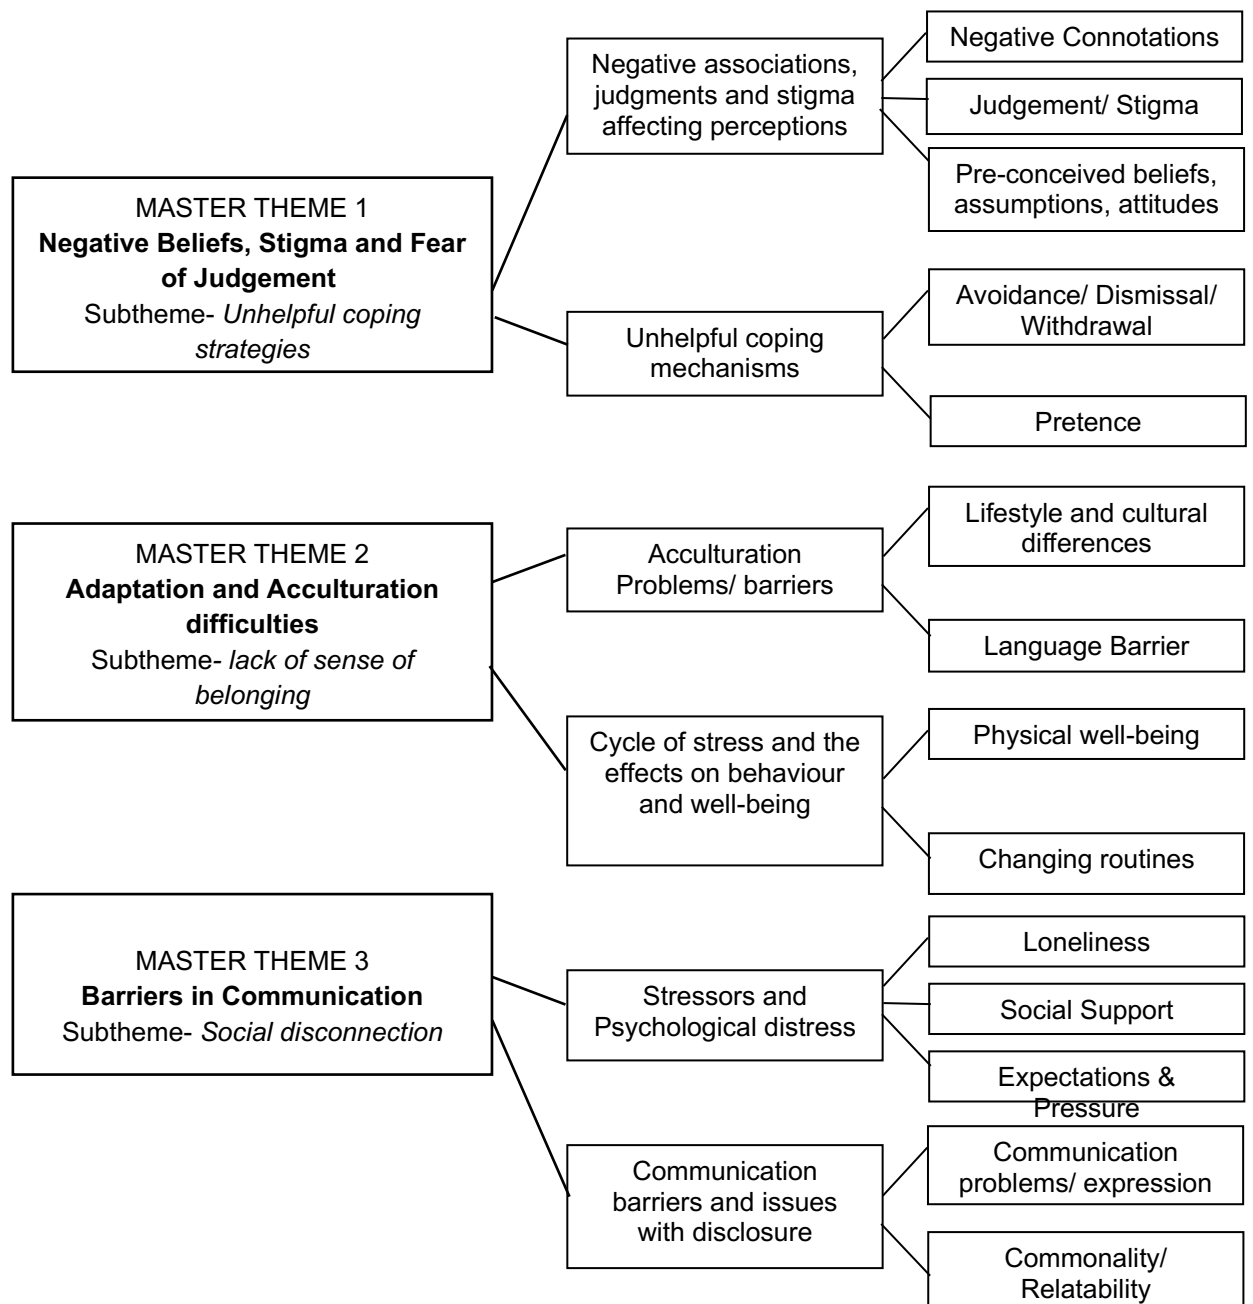 MASTER THEME 1
Negative Beliefs, Stigma and Fear
of Judgement
Subtheme- Unhelpful coping
strategies
Negative associations,
judgments and stigma
affecting perceptions
Negative Connotations
Judgement/ Stigma
Pre-conceived beliefs,
assumptions, attitudes
Unhelpful coping
mechanisms
Avoidance/ Dismissal/
Withdrawal
Pretence
MASTER THEME 2
Adaptation and Acculturation
difficulties
Subtheme- lack of sense of
belonging
Acculturation
Problems/ barriers
Lifestyle and cultural
differences
Language Barrier
Cycle of stress and the
effects on behaviour
and well-being
Physical well-being
Changing routines
MASTER THEME 3
Barriers in Communication
Subtheme- Social disconnection
Stressors and
Psychological distress
Loneliness
Social Support
Expectations &
Pressure
Communication
barriers and issues
with disclosure
Communication
problems/ expression
Commonality/
Relatability